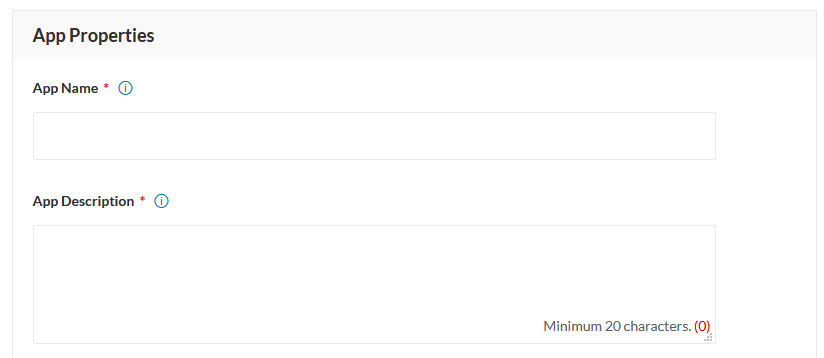 App Properties
App Name * i
App Description * i
Minimum 20 characters. (0)